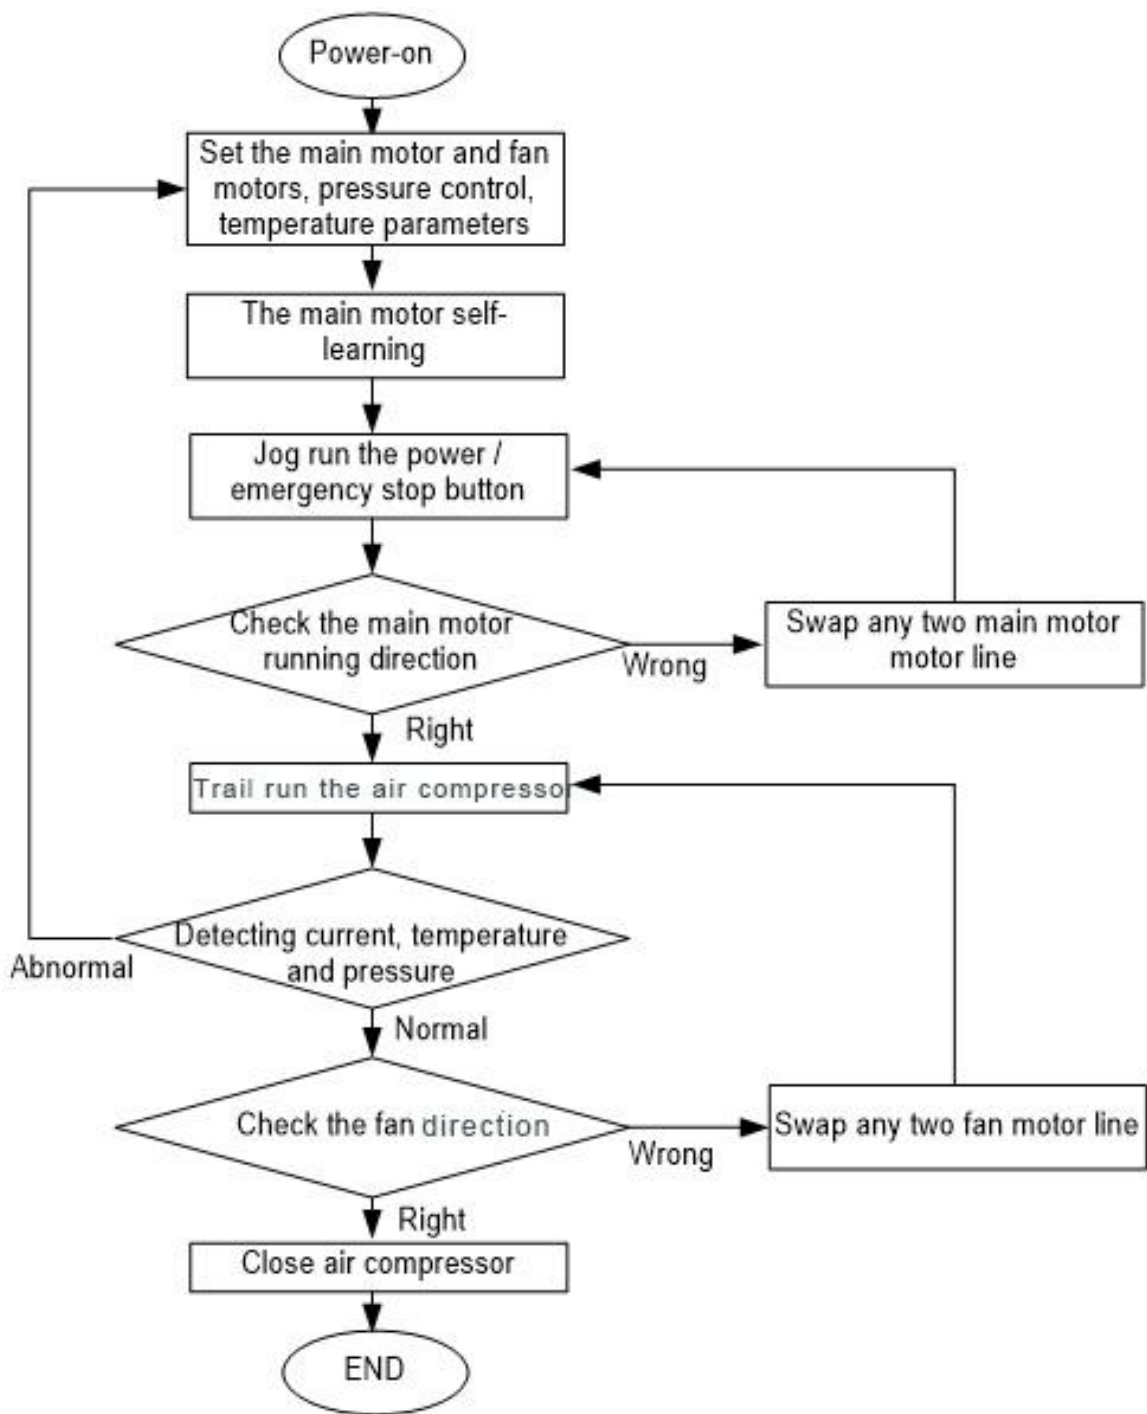 Power-on
Set the main motor and fan
motors, pressure control,
temperature parameters
The main motor self-
learning
Jog run the power /
emergency stop button
Check the main motor
running direction
Wrong
Swap any two main motor
motor line
Right
Trail run the air compressor
Detecting current, temperature
and pressure
Abnormal
Normal
Check the fan direction
Wrong
Swap any two fan motor line
Right
Close air compressor
END